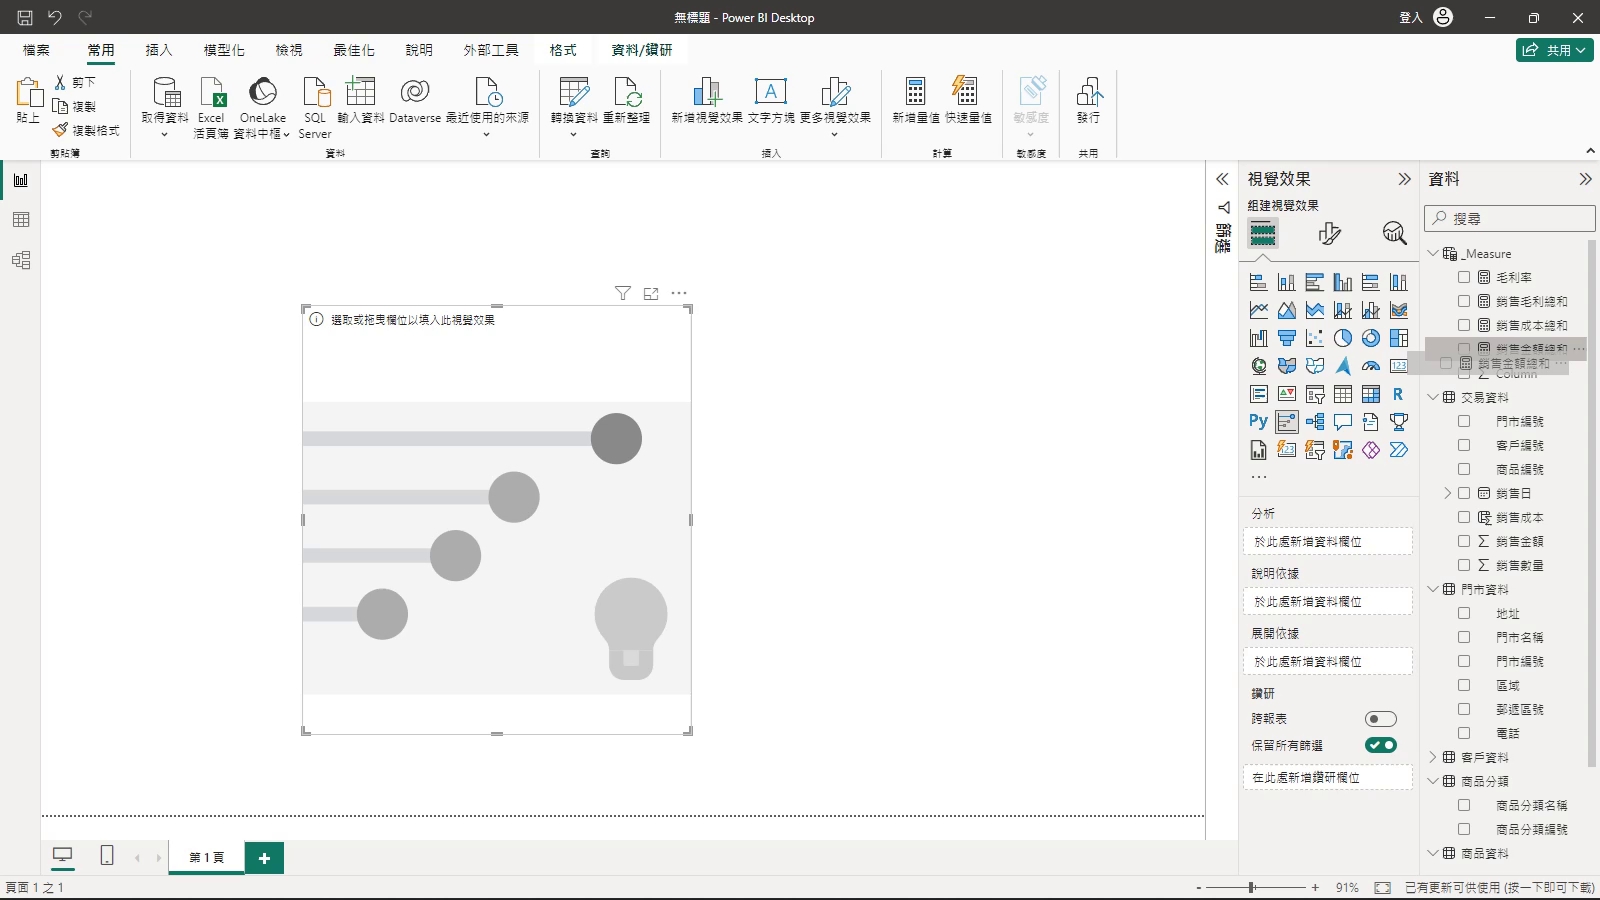 無標題 - Power BI Desktop
登入
檔案 常用 插入 模型化 檢視 最佳化 說明 外部工具 格式 資料/鑽研
共用
貼上
剪下
複製
複製格式
剪貼簿
取得資料
Excel 活頁簿
OneLake 資料中樞
SQL Server
輸入資料
Dataverse
最近使用的來源
資料
轉換資料
重新整理
查詢
新增視覺效果
文字方塊
更多視覺效果
插入
新增量值
快速量值
計算
敏感度
敏感度
發行
共用
選取或拖曳欄位以填入此視覺效果
篩選
視覺效果
組建視覺效果
123
R
Py
分析
於此處新增資料欄位
說明依據
於此處新增資料欄位
展開依據
於此處新增資料欄位
鑽研
跨報表
保留所有篩選
在此處新增鑽研欄位
資料
搜尋
_Measure
毛利率
銷售毛利總和
銷售成本總和
銷售金額總和
銷售金額總和
Column
交易資料
門市編號
客戶編號
商品編號
銷售日
銷售成本
銷售金額
銷售數量
門市資料
地址
門市名稱
門市編號
區域
郵遞區號
電話
客戶資料
商品分類
商品分類名稱
商品分類編號
商品資料
第 1 頁
頁面 1 之 1
- + 91%
已有更新可供使用 (按一下即可下載)